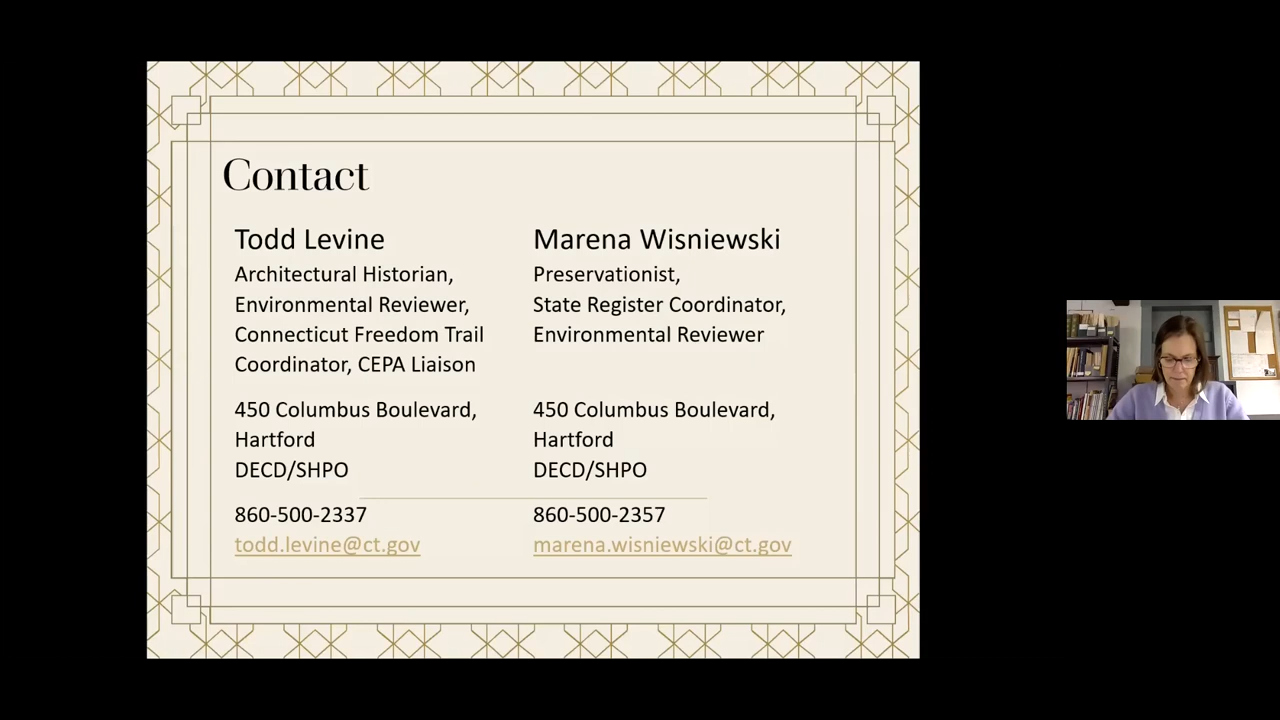 Contact
Todd Levine
Architectural Historian,
Environmental Reviewer,
Connecticut Freedom Trail
Coordinator, CEPA Liaison
450 Columbus Boulevard,
Hartford
DECD/SHPO
860-500-2337
todd.levine@ct.gov
Marena Wisniewski
Preservationist,
State Register Coordinator,
Environmental Reviewer
450 Columbus Boulevard,
Hartford
DECD/SHPO
860-500-2357
marena.wisniewski@ct.gov